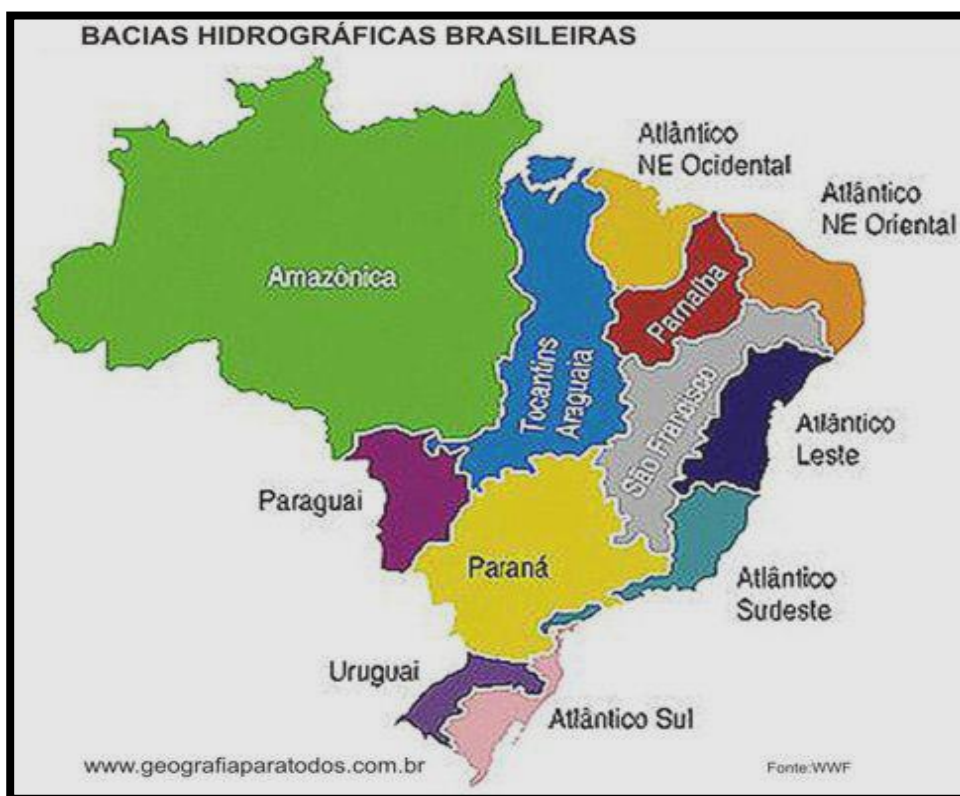 BACIAS HIDROGRÁFICAS BRASILEIRAS
Atlântico
NE Ocidental
Atlântico
NE Oriental
Amazônica
Parnaíba
Tocantins
Araguaia
São Francisco
Atlântico
Leste
Paraguai
Paraná
Atlântico
Sudeste
Uruguai
Atlântico Sul
www.geografiaparatodos.com.br
Fonte:WWF